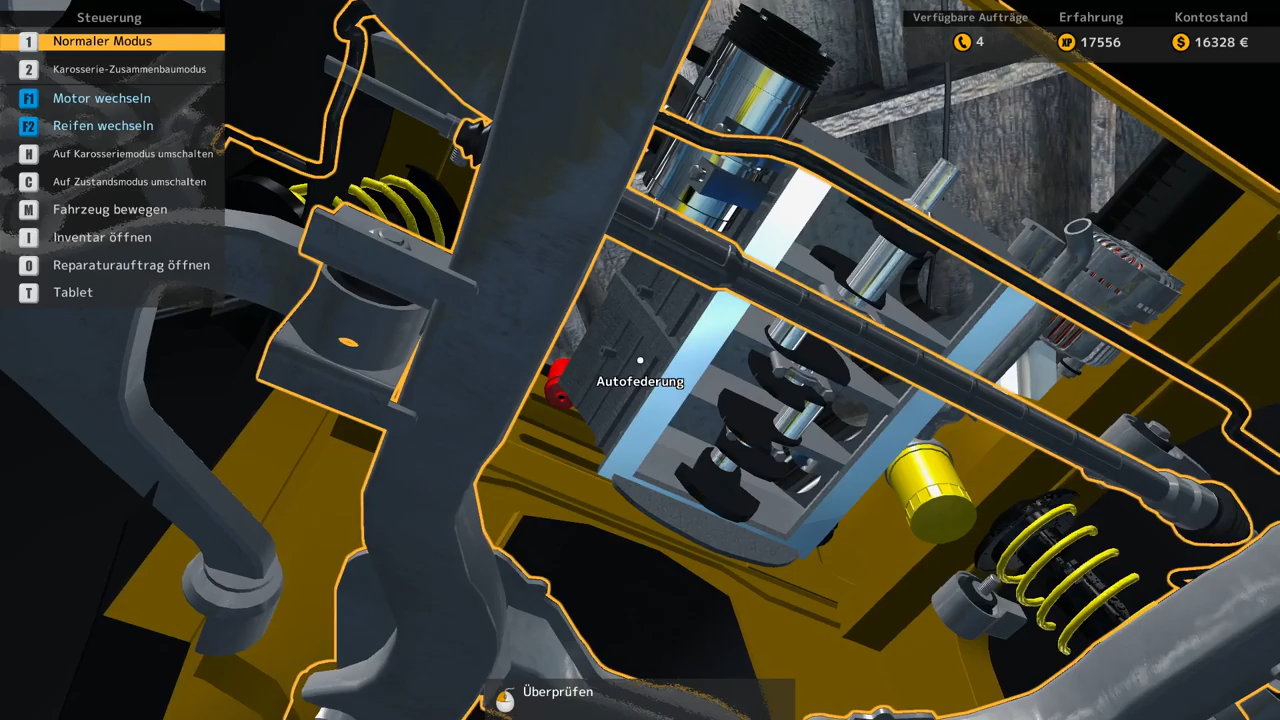 Steuerung
1 Normaler Modus
2 Karosserie-Zusammenbaumodus
F1 Motor wechseln
F2 Reifen wechseln
H Auf Karosseriemodus umschalten
C Auf Zustandsmodus umschalten
M Fahrzeug bewegen
I Inventar öffnen
O Reparaturauftrag öffnen
T Tablet
Verfügbare Aufträge Erfahrung Kontostand
4 XP 17556 $ 16328 €
Autofederung
Überprüfen